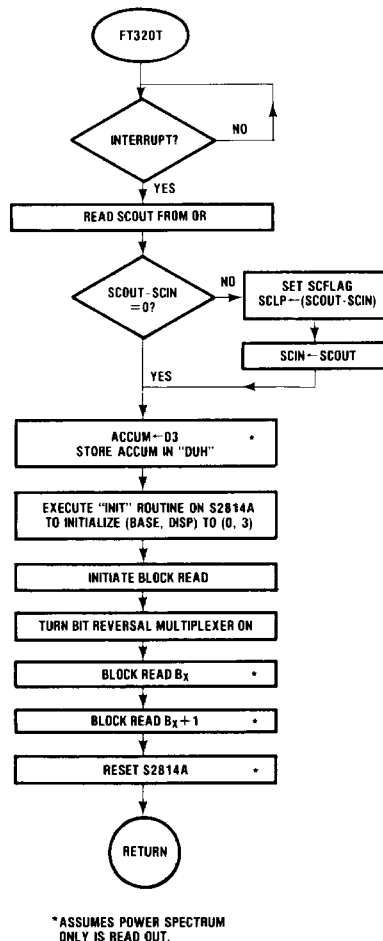 FT320T
INTERRUPT?
NO
YES
READ SCOUT FROM OR
SCOUT-SCIN
=0?
NO
SET SCFLAG
SCLP←(SCOUT-SCIN)
SCIN←SCOUT
YES
ACCUM←03 *
STORE ACCUM IN "DUH"
EXECUTE "INIT" ROUTINE ON S2814A
TO INITIALIZE (BASE, DISP) TO (0, 3)
INITIATE BLOCK READ
TURN BIT REVERSAL MULTIPLEXER ON
BLOCK READ BX *
BLOCK READ BX+1 *
RESET S2814A *
RETURN
*ASSUMES POWER SPECTRUM
ONLY IS READ OUT.